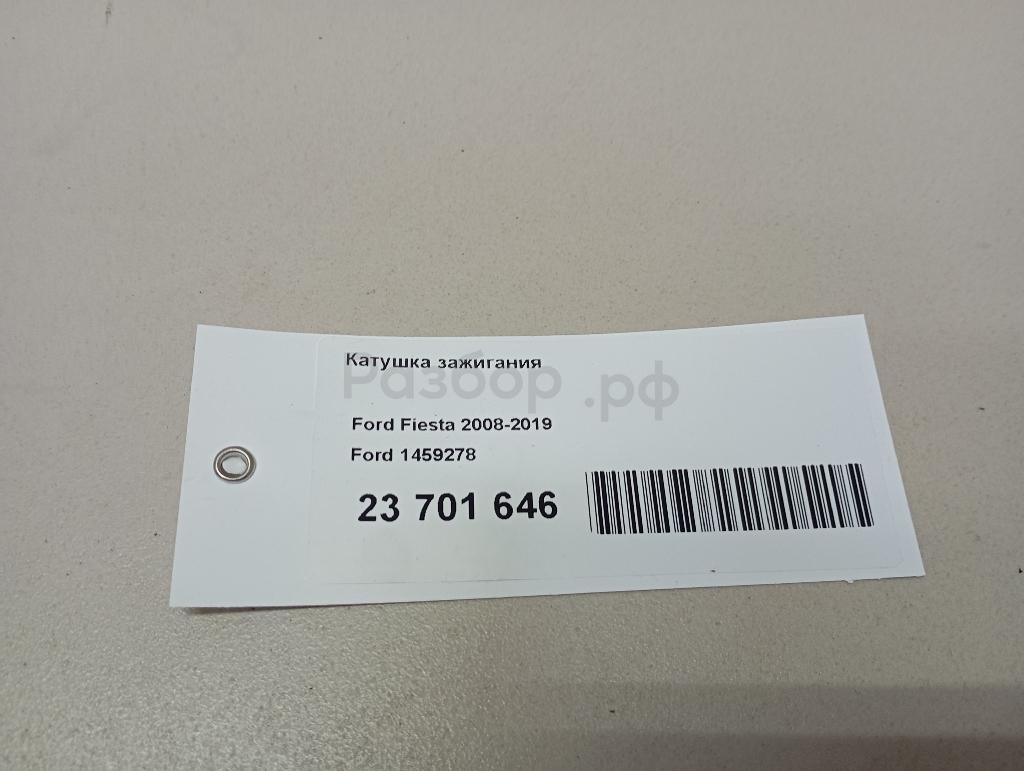 Катушка зажигания
Разбор.рф
Ford Fiesta 2008-2019
Ford 1459278
23 701 646